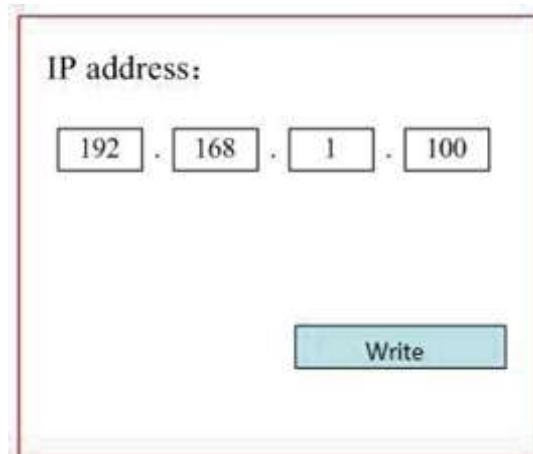 IP address：
192 . 168 . 1 . 100
Write